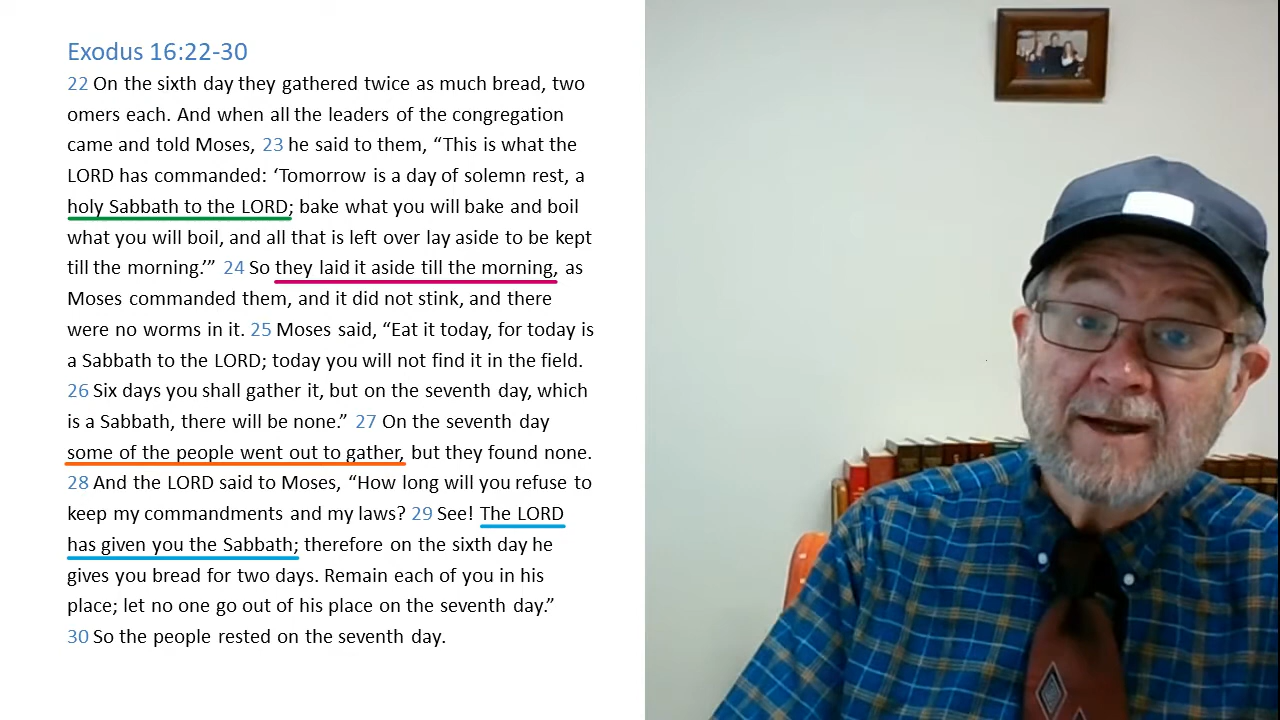 Exodus 16:22-30
22 On the sixth day they gathered twice as much bread, two
omers each. And when all the leaders of the congregation
came and told Moses, 23 he said to them, “This is what the
LORD has commanded: ‘Tomorrow is a day of solemn rest, a
holy Sabbath to the LORD; bake what you will bake and boil
what you will boil, and all that is left over lay aside to be kept
till the morning.’” 24 So they laid it aside till the morning, as
Moses commanded them, and it did not stink, and there
were no worms in it. 25 Moses said, “Eat it today, for today is
a Sabbath to the LORD; today you will not find it in the field.
26 Six days you shall gather it, but on the seventh day, which
is a Sabbath, there will be none.” 27 On the seventh day
some of the people went out to gather, but they found none.
28 And the LORD said to Moses, “How long will you refuse to
keep my commandments and my laws? 29 See! The LORD
has given you the Sabbath; therefore on the sixth day he
gives you bread for two days. Remain each of you in his
place; let no one go out of his place on the seventh day.”
30 So the people rested on the seventh day.